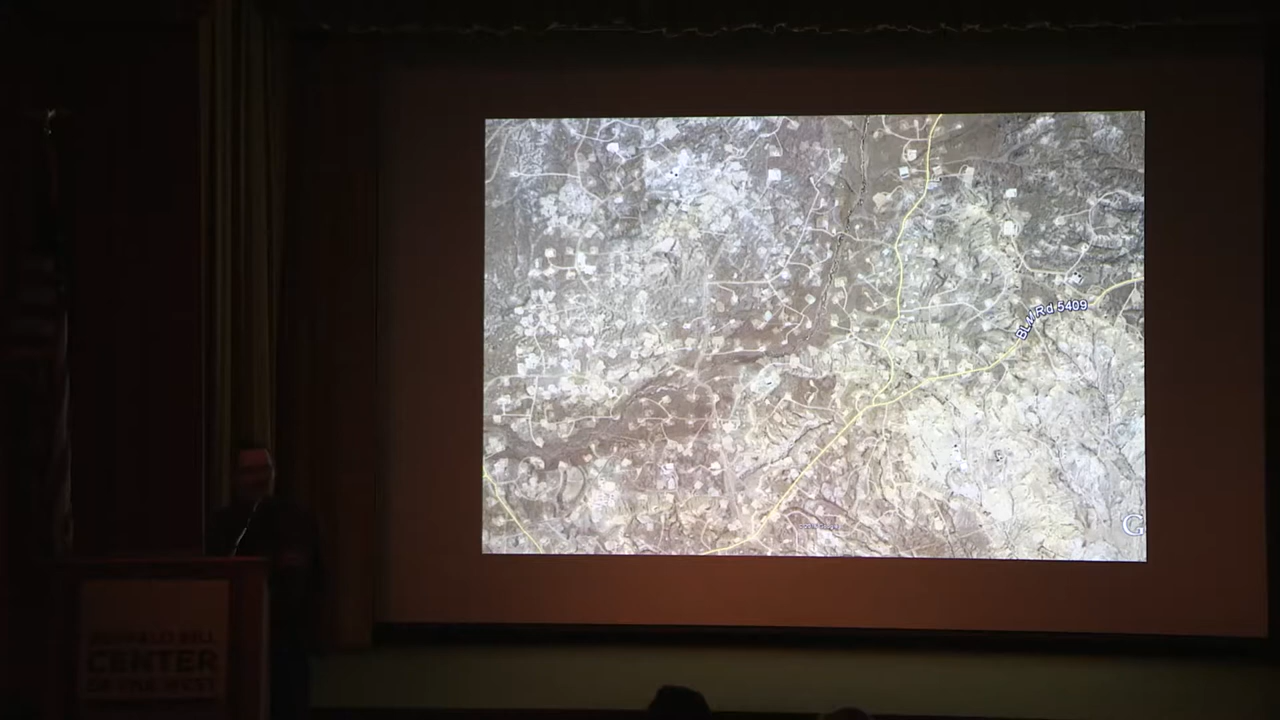 BLM Rd 5409
G
BUFFALO BILL
CENTER
OF THE WEST